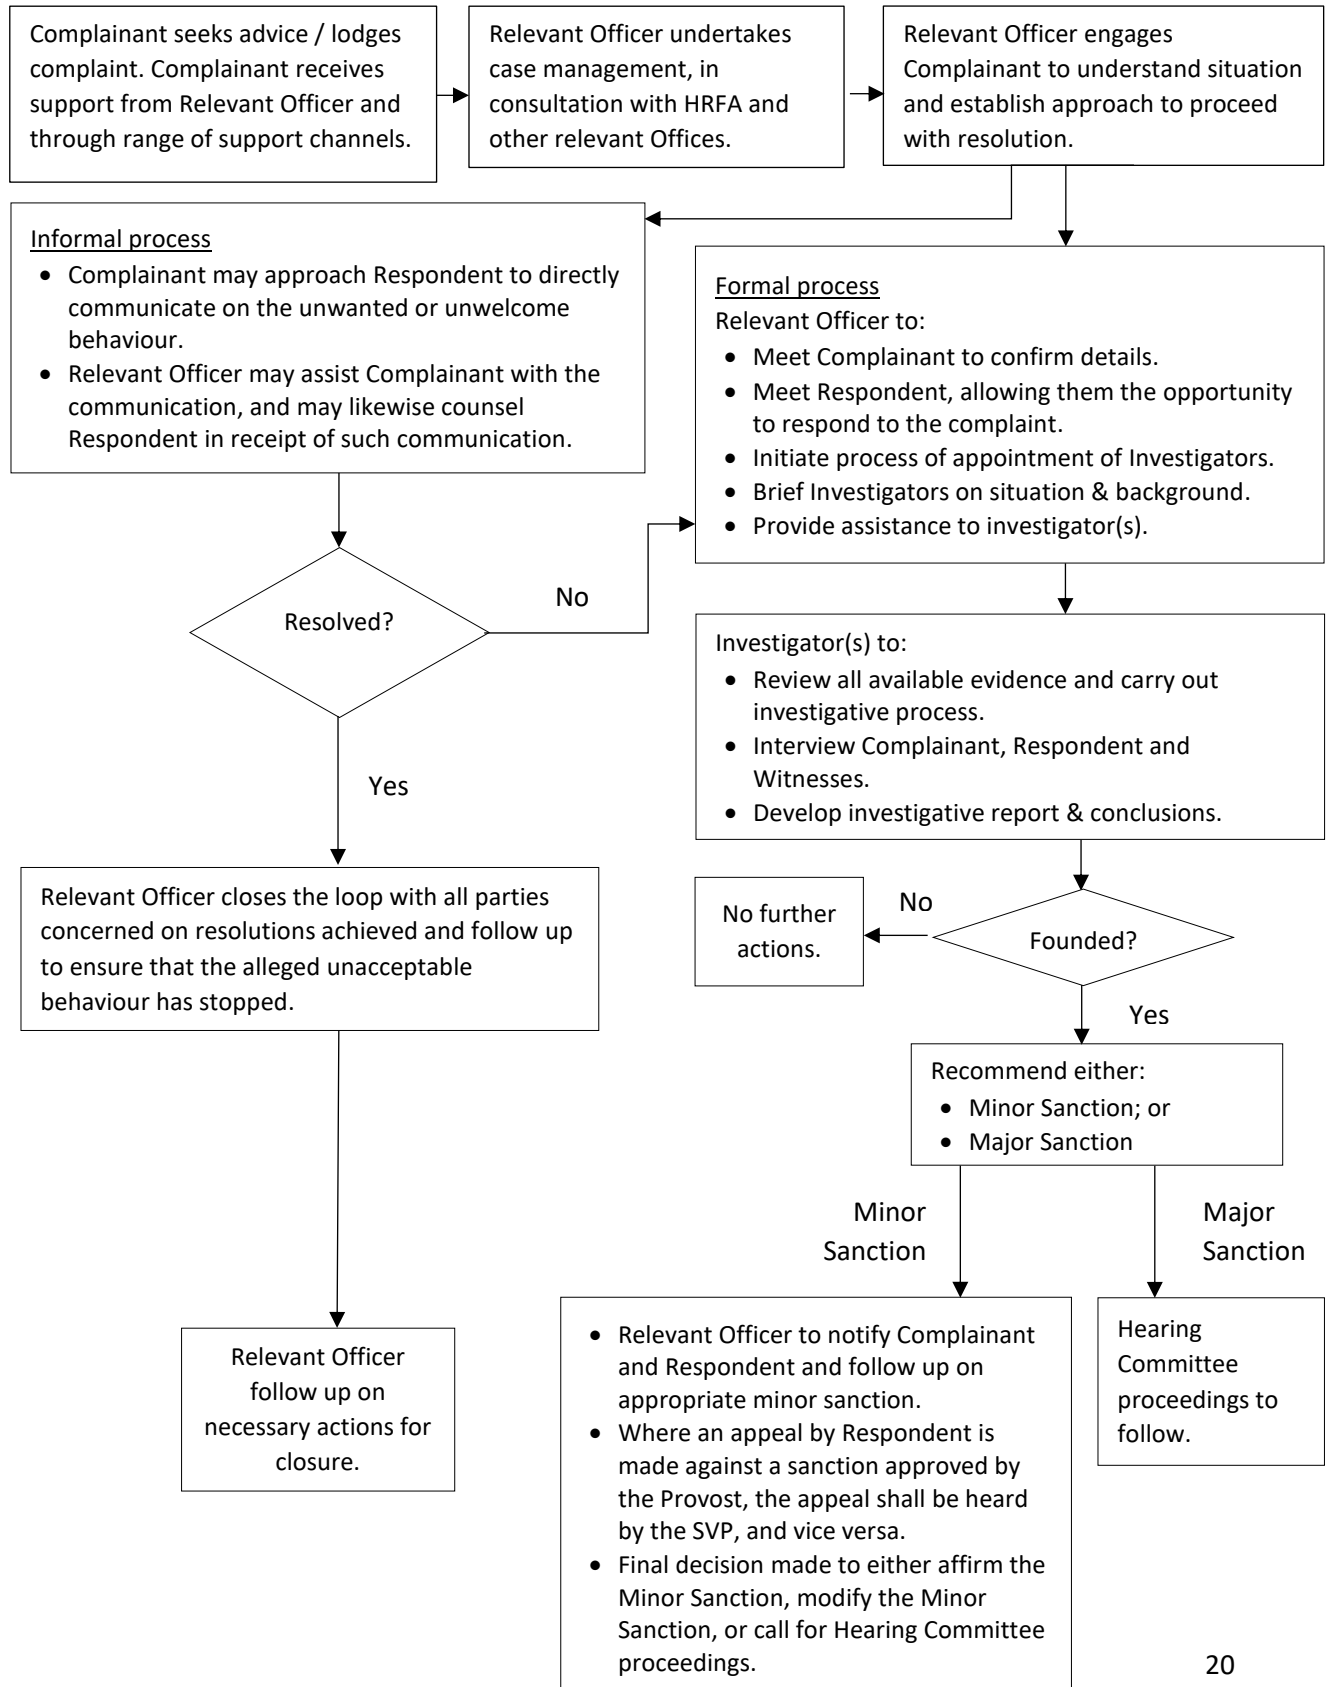 Complainant seeks advice / lodges
complaint. Complainant receives
support from Relevant Officer and
through range of support channels.
Relevant Officer undertakes
case management, in
consultation with HRFA and
other relevant Offices.
Relevant Officer engages
Complainant to understand situation
and establish approach to proceed
with resolution.
Informal process
• Complainant may approach Respondent to directly
communicate on the unwanted or unwelcome
behaviour.
• Relevant Officer may assist Complainant with the
communication, and may likewise counsel
Respondent in receipt of such communication.
Formal process
Relevant Officer to:
• Meet Complainant to confirm details.
• Meet Respondent, allowing them the opportunity
to respond to the complaint.
• Initiate process of appointment of Investigators.
• Brief Investigators on situation & background.
• Provide assistance to investigator(s).
Resolved?
No
Yes
Investigator(s) to:
• Review all available evidence and carry out
investigative process.
• Interview Complainant, Respondent and
Witnesses.
• Develop investigative report & conclusions.
Relevant Officer closes the loop with all parties
concerned on resolutions achieved and follow up
to ensure that the alleged unacceptable
behaviour has stopped.
No further
actions.
No
Founded?
Yes
Recommend either:
• Minor Sanction; or
• Major Sanction
Minor
Sanction
Major
Sanction
Relevant Officer
follow up on
necessary actions for
closure.
• Relevant Officer to notify Complainant
and Respondent and follow up on
appropriate minor sanction.
• Where an appeal by Respondent is
made against a sanction approved by
the Provost, the appeal shall be heard
by the SVP, and vice versa.
• Final decision made to either affirm the
Minor Sanction, modify the Minor
Sanction, or call for Hearing Committee
proceedings.
Hearing
Committee
proceedings to
follow.
20